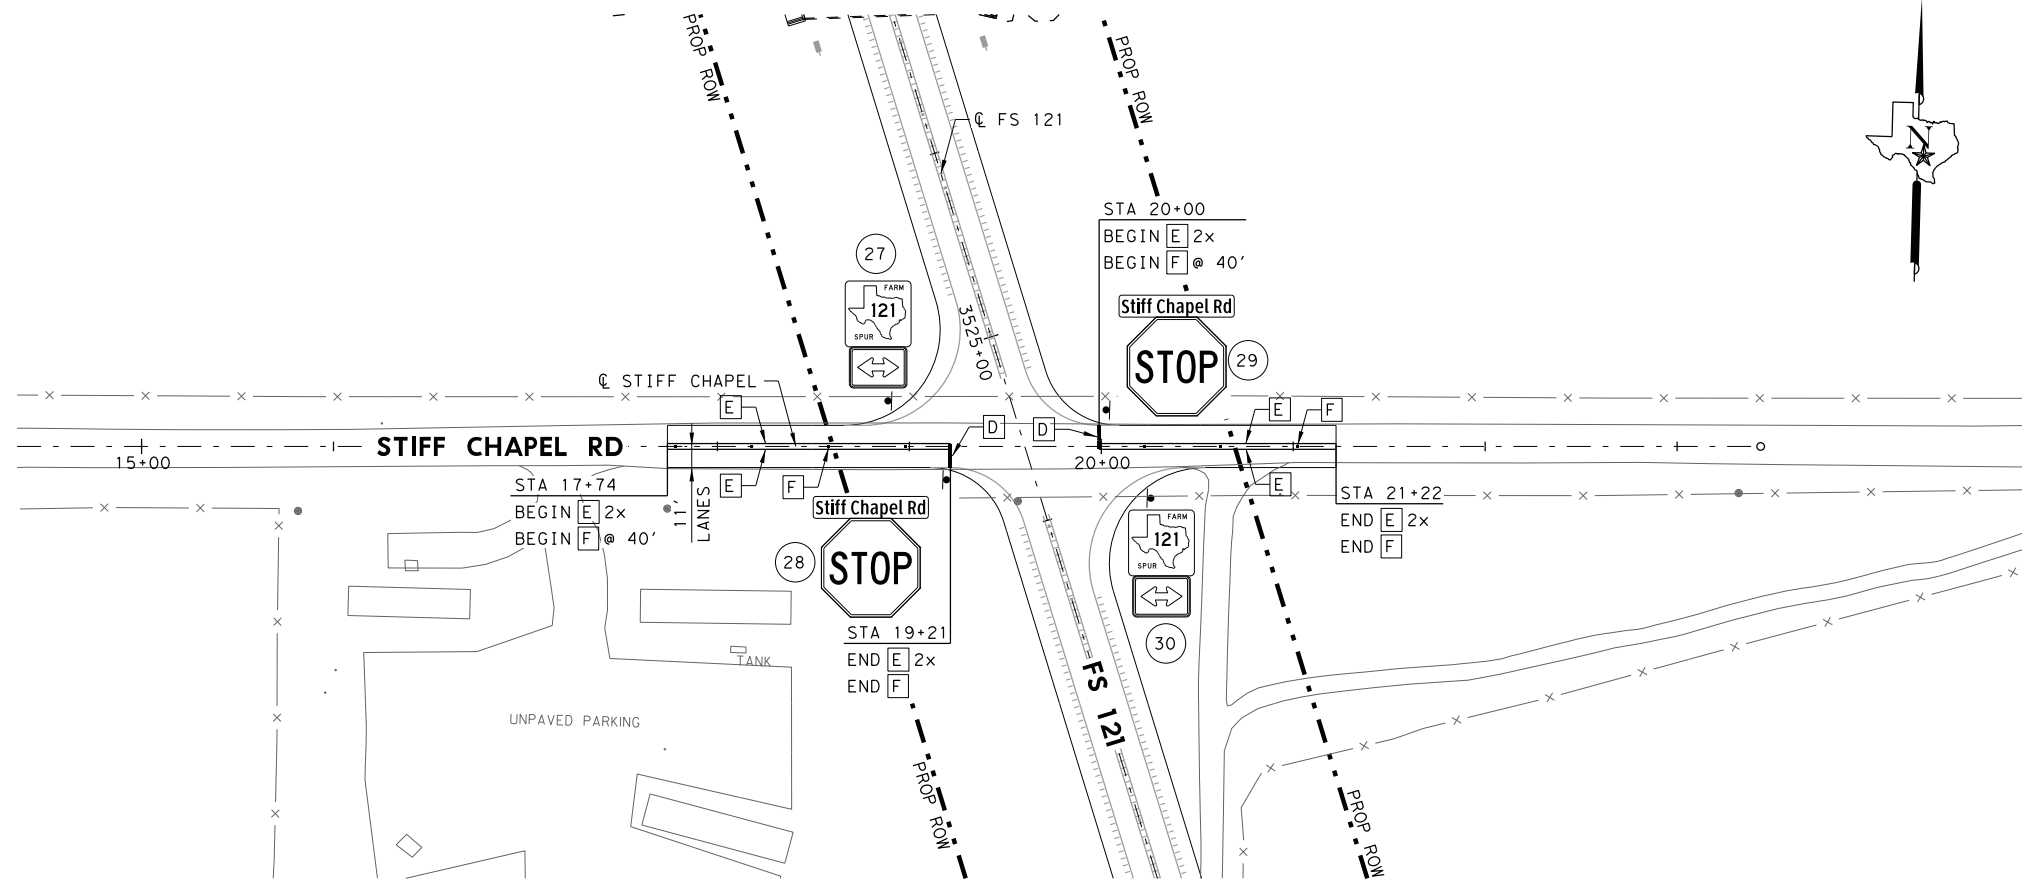 PROP ROW
PROP ROW
℄ FS 121
N
STA 20+00
BEGIN E 2x
BEGIN F @ 40'
27
FARM
121
SPUR
Stiff Chapel Rd
STOP
29
3525+00
℄ STIFF CHAPEL
E
E
F
D
D
STIFF CHAPEL RD
15+00
20+00
E
F
E
STA 17+74
BEGIN E 2x
BEGIN F @ 40'
11'
LANES
Stiff Chapel Rd
STOP
28
STA 21+22
END E 2x
END F
FARM
121
SPUR
30
STA 19+21
END E 2x
END F
TANK
FS 121
UNPAVED PARKING
PROP ROW
PROP ROW